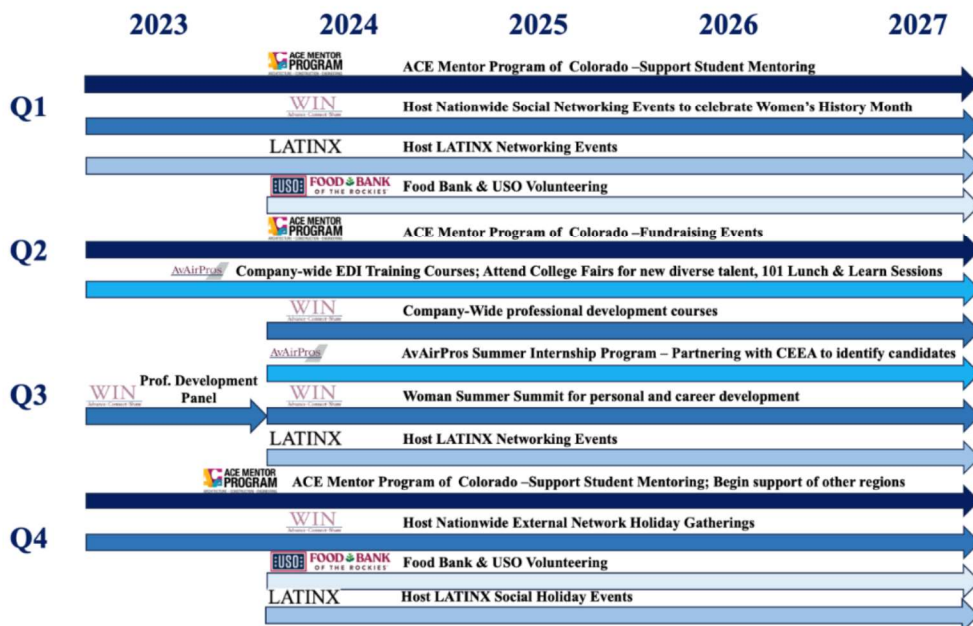 2023 2024 2025 2026 2027
ACE MENTOR
PROGRAM
ACE Mentor Program of Colorado –Support Student Mentoring
Q1
WIN
Host Nationwide Social Networking Events to celebrate Women's History Month
LATINX
Host LATINX Networking Events
USO FOOD BANK
OF THE ROCKIES
Food Bank & USO Volunteering
ACE MENTOR
PROGRAM
ACE Mentor Program of Colorado –Fundraising Events
Q2
AvAirPros
Company-wide EDI Training Courses; Attend College Fairs for new diverse talent, 101 Lunch & Learn Sessions
WIN
Company-Wide professional development courses
AvAirPros
AvAirPros Summer Internship Program – Partnering with CEEA to identify candidates
Q3
WIN
Prof. Development
Panel
WIN
Woman Summer Summit for personal and career development
LATINX
Host LATINX Networking Events
ACE MENTOR
PROGRAM
ACE Mentor Program of Colorado –Support Student Mentoring; Begin support of other regions
Q4
WIN
Host Nationwide External Network Holiday Gatherings
USO FOOD BANK
OF THE ROCKIES
Food Bank & USO Volunteering
LATINX
Host LATINX Social Holiday Events